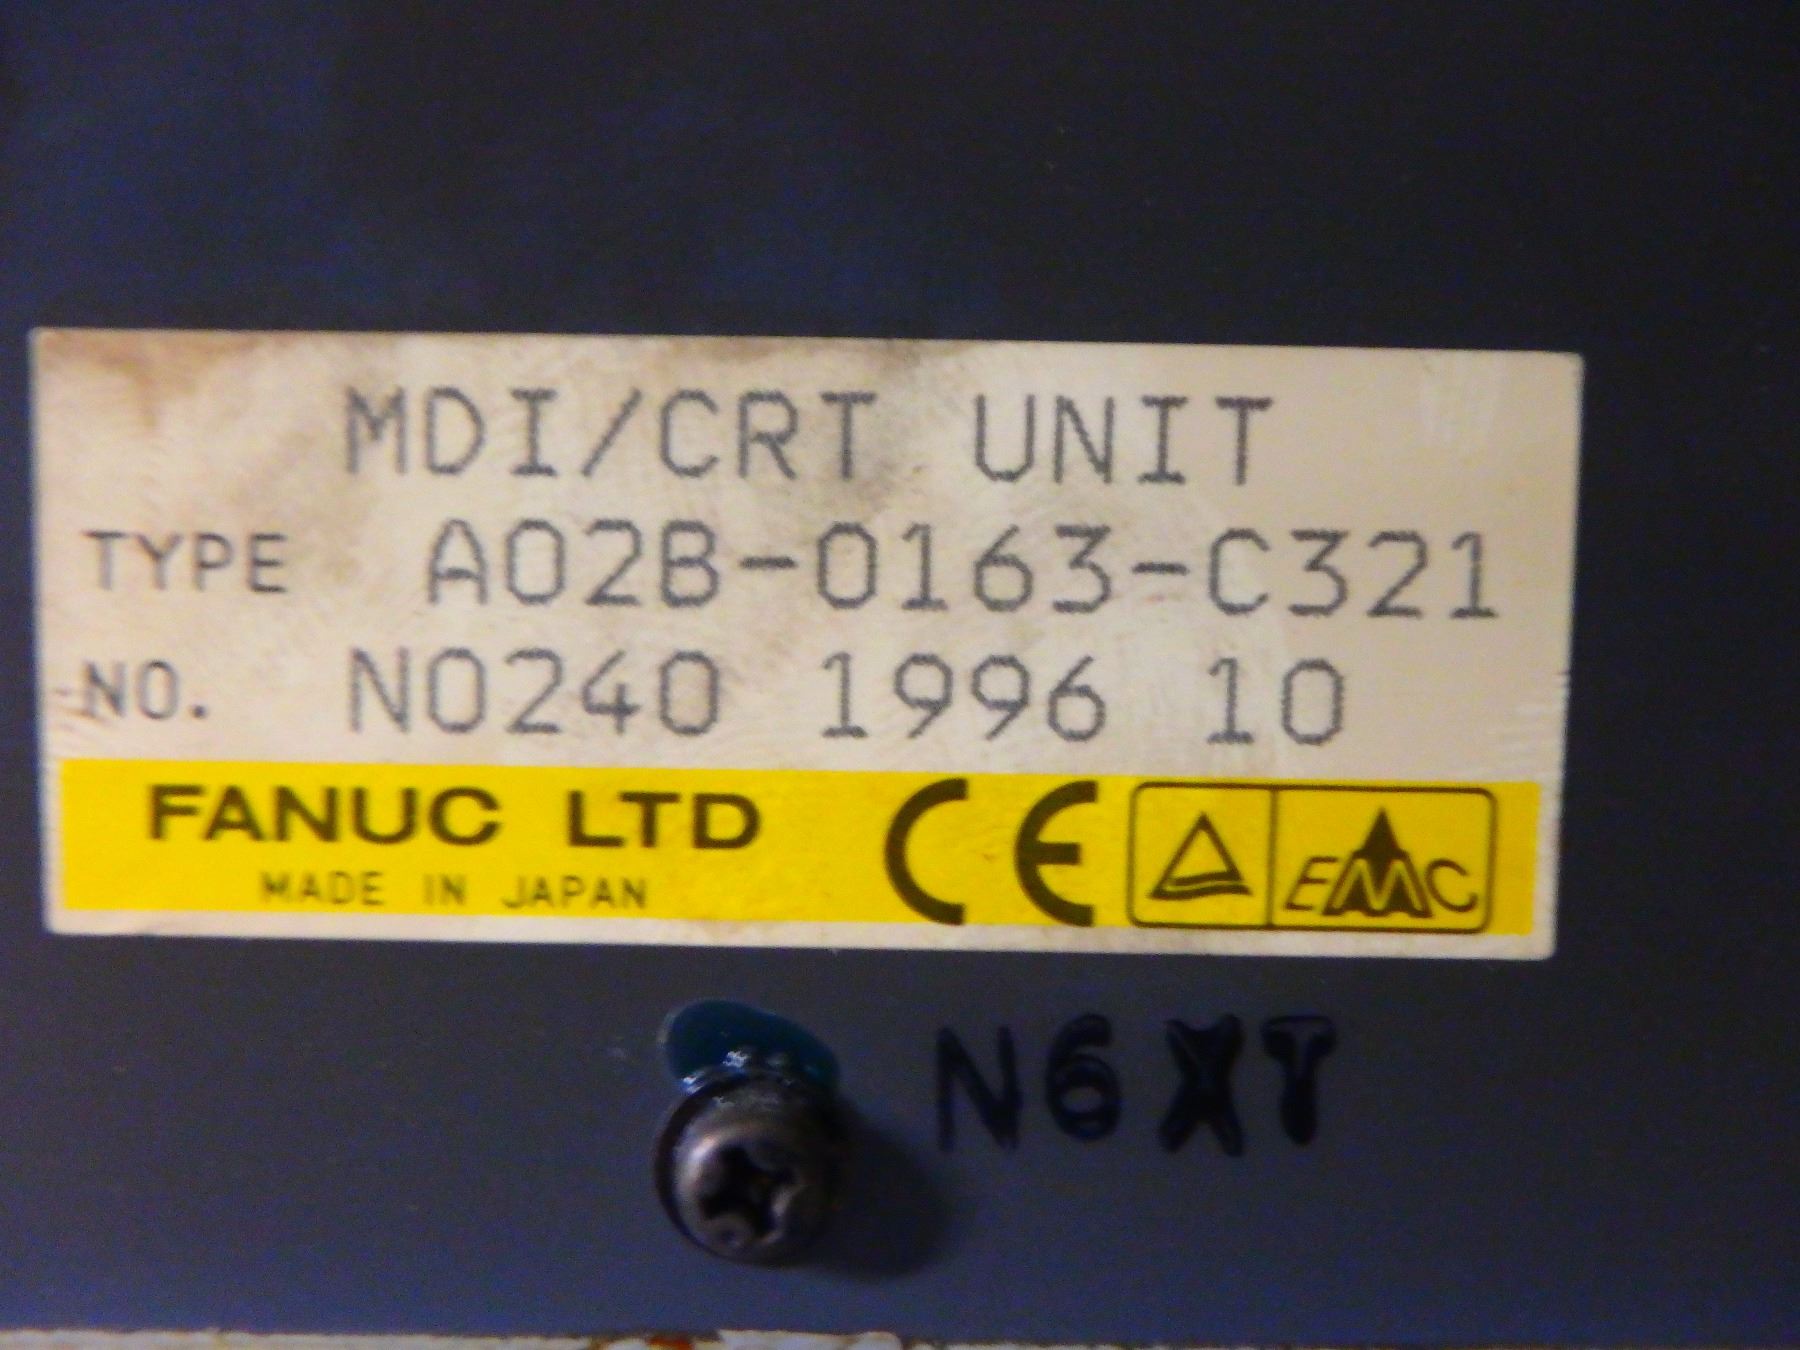 MDI/CRT UNIT
TYPE A02B-0163-C321
NO. N0240 1996 10
FANUC LTD CE EMC
MADE IN JAPAN
N6XT